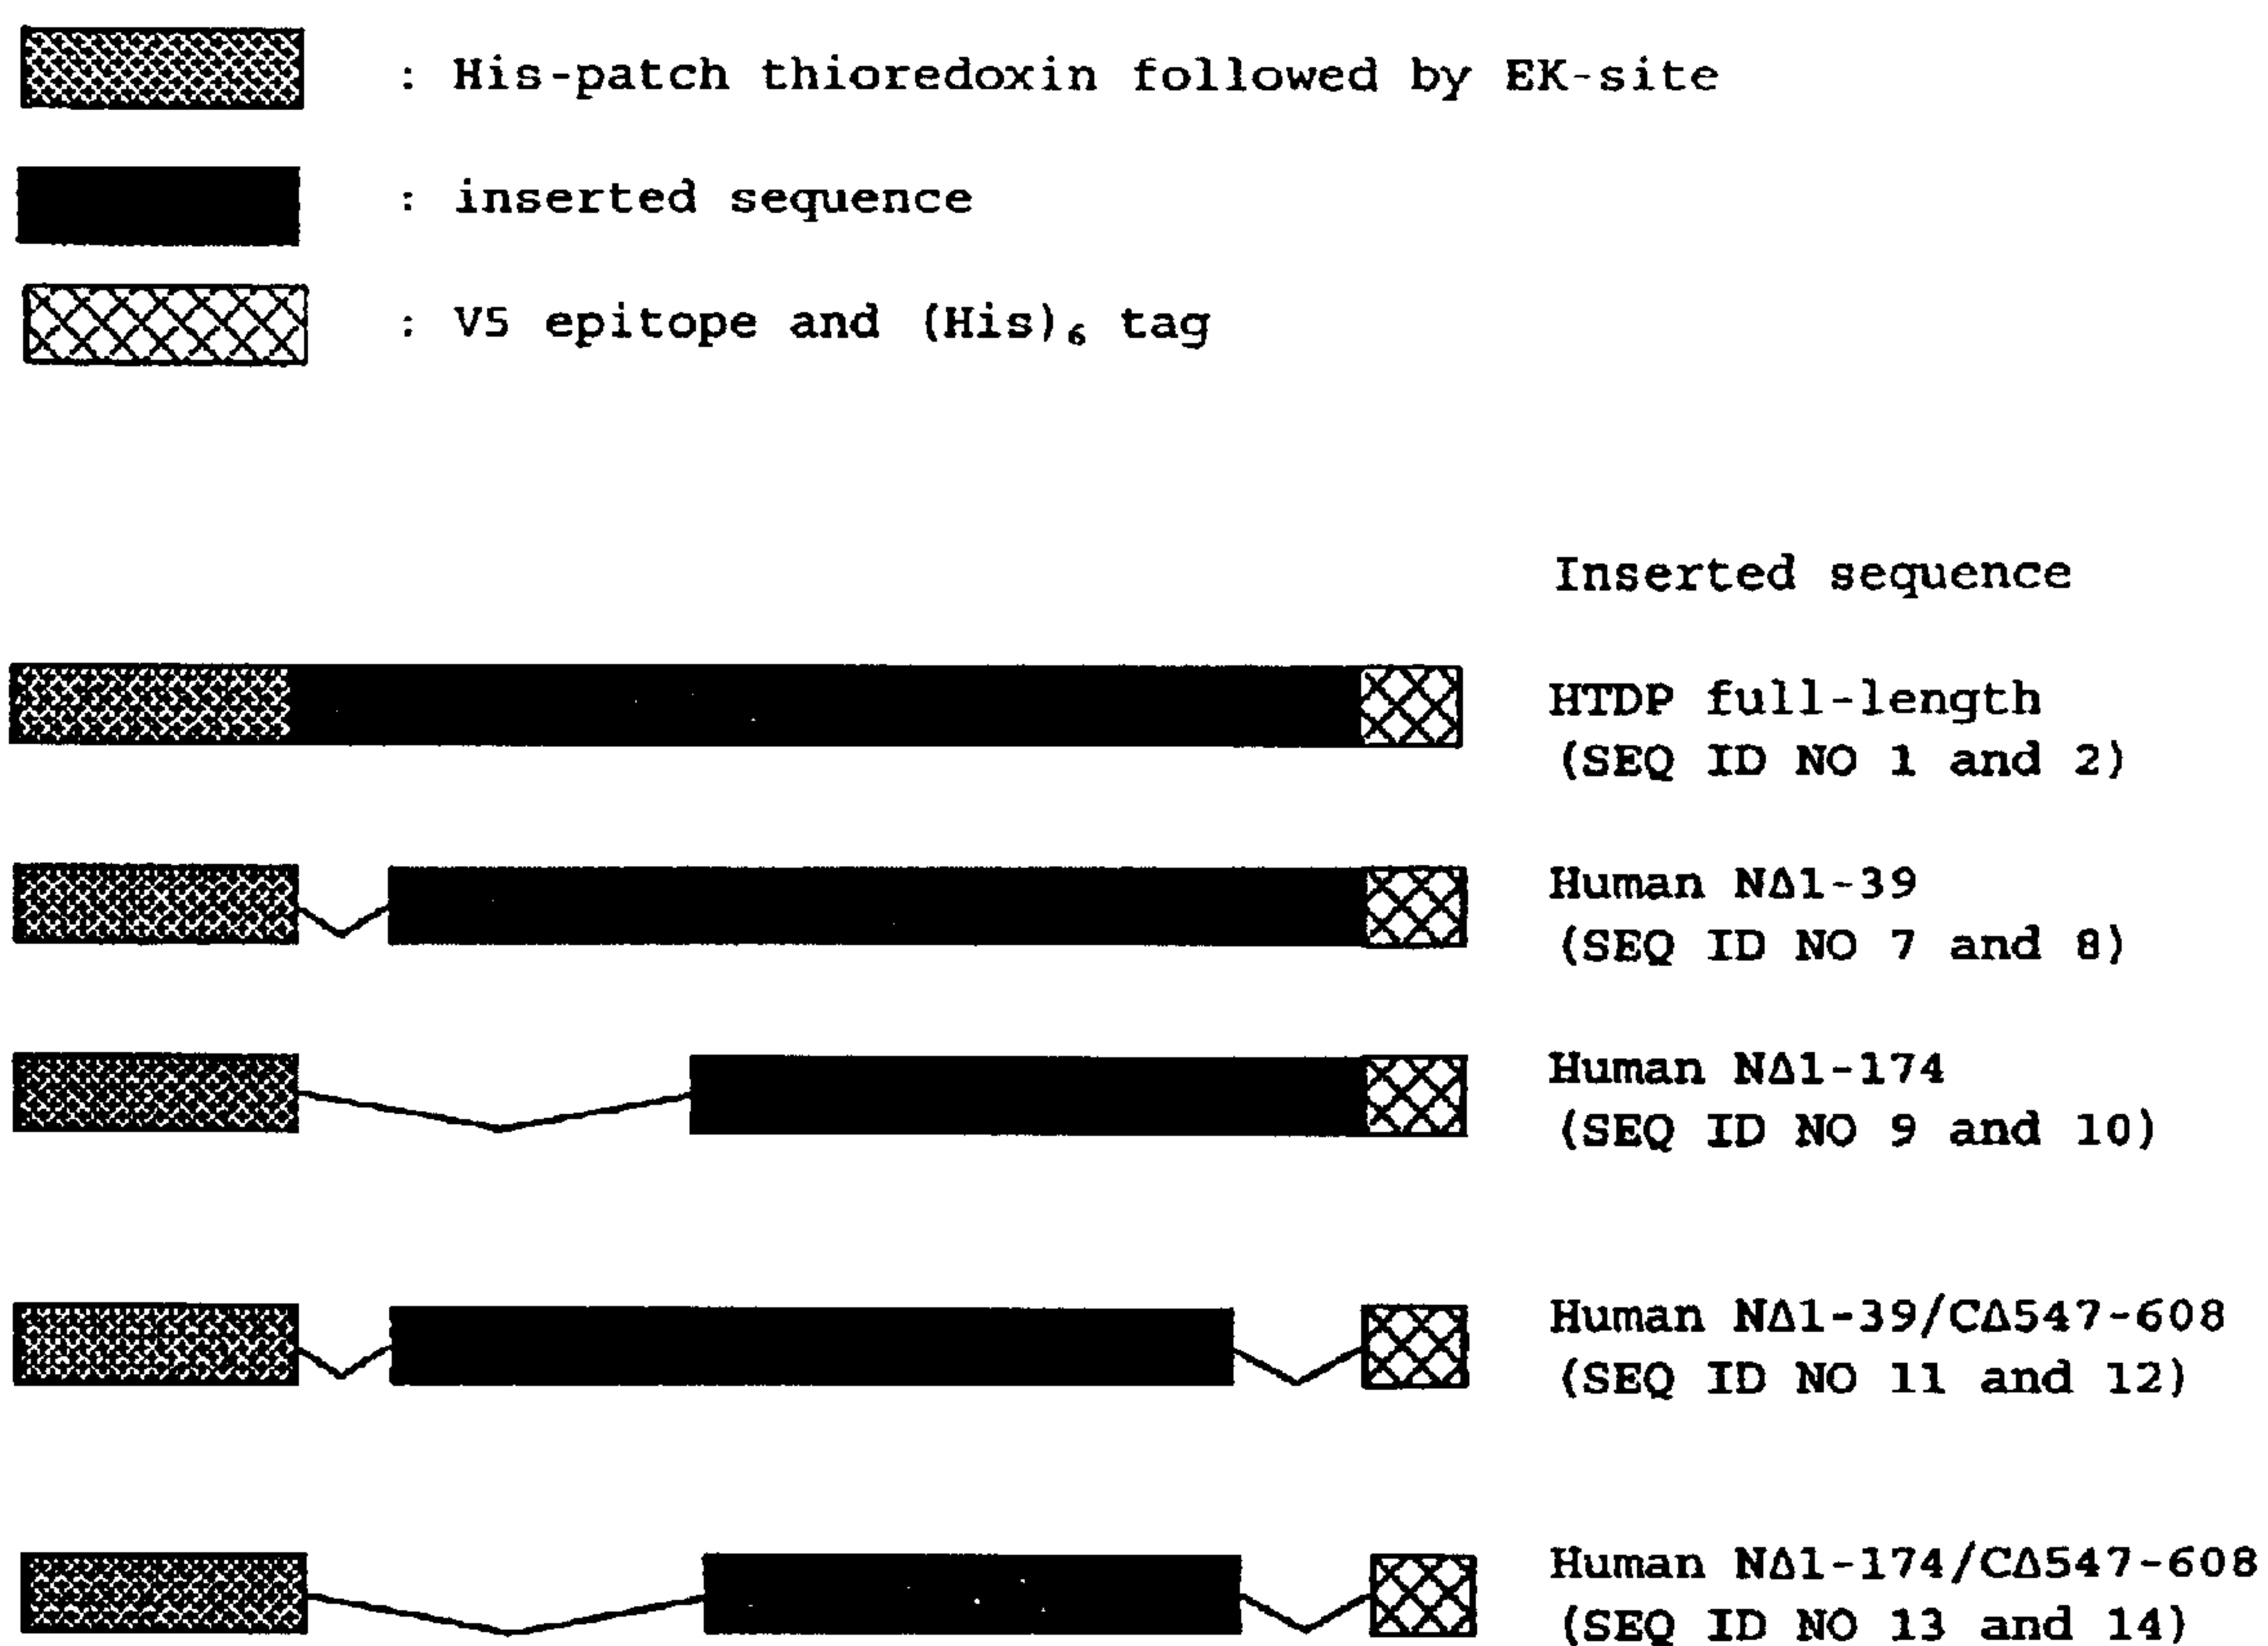 : His-patch thioredoxin followed by EK-site
: inserted sequence
: V5 epitope and (His)₆ tag
Inserted sequence
HTDP full-length
(SEQ ID NO 1 and 2)
Human NΔ1-39
(SEQ ID NO 7 and 8)
Human NΔ1-174
(SEQ ID NO 9 and 10)
Human NΔ1-39/CΔ547-608
(SEQ ID NO 11 and 12)
Human NΔ1-174/CΔ547-608
(SEQ ID NO 13 and 14)